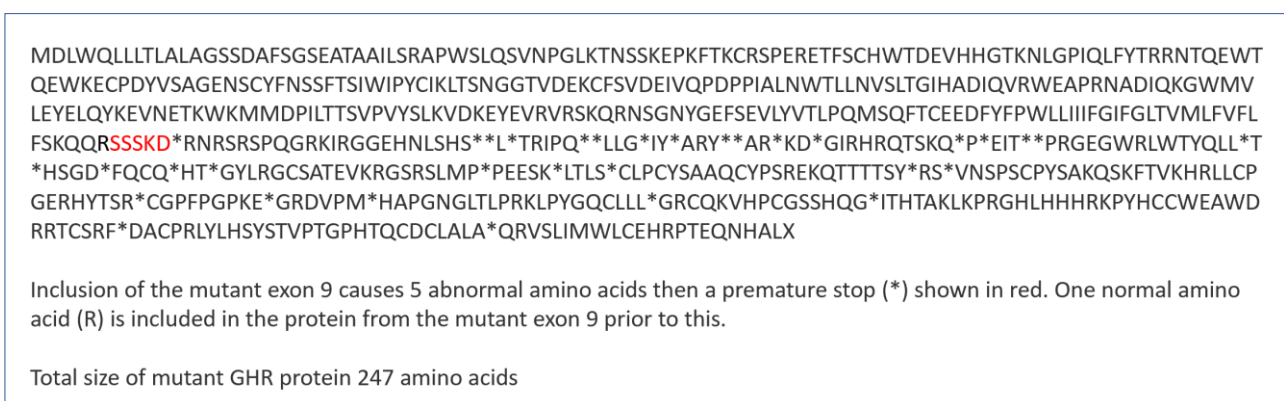 MDLWQLLLTLALAGSSDAFSGSEATAAILSRAPWSLQSVNPGLKTNSSKEPKFTKCRSPERETFSCHWTDEVHHGTKNLGPIQLFYTRRNTQEWT
QEWKECPDYVSAGENSCYFNSSFTSIWIPYCIKLTSNGGTVDEKCFSVDEIVQPDPPIALNWTLLNVSLTGIHADIQVRWEAPRNADIQKGWMV
LEYELQYKEVNETKWKMMDPILTTSVPVYSLKVDKEYEVRVRSKQRNSGNYGEFSEVLYVTLPQMSQFTCEEDFYFPWLLIIIFGIFGLTVMLFVFL
FSKQQRSSSKD*RNRSRSPQGRKIRGGEHNLSHS**L*TRIPQ**LLG*IY*ARY**AR*KD*GIRHRQTSKQ*P*EIT**PRGEGWRLWTYQLL*T
*HSGD*FQCQ*HT*GYLRGCSATEVKRGSRSLMP*PEESK*LTLS*CLPCYSAAQCYPSREKQTTTTSY*RS*VNSPSCPYSAKQSKFTVKHRLLCP
GERHYTSR*CGPFPGPKE*GRDVPM*HAPGNGLTLPRKLPYGQCLLL*GRCQKVHPCGSSHQG*ITHTAKLKPRGHLHHHRKPYHCCWEAWD
RRTCSRF*DACPRLYLHSYSTVPTGPHTQCDCLALA*QRVSLIMWLCEHRPTEQNHALX
Inclusion of the mutant exon 9 causes 5 abnormal amino acids then a premature stop (*) shown in red. One normal amino
acid (R) is included in the protein from the mutant exon 9 prior to this.
Total size of mutant GHR protein 247 amino acids